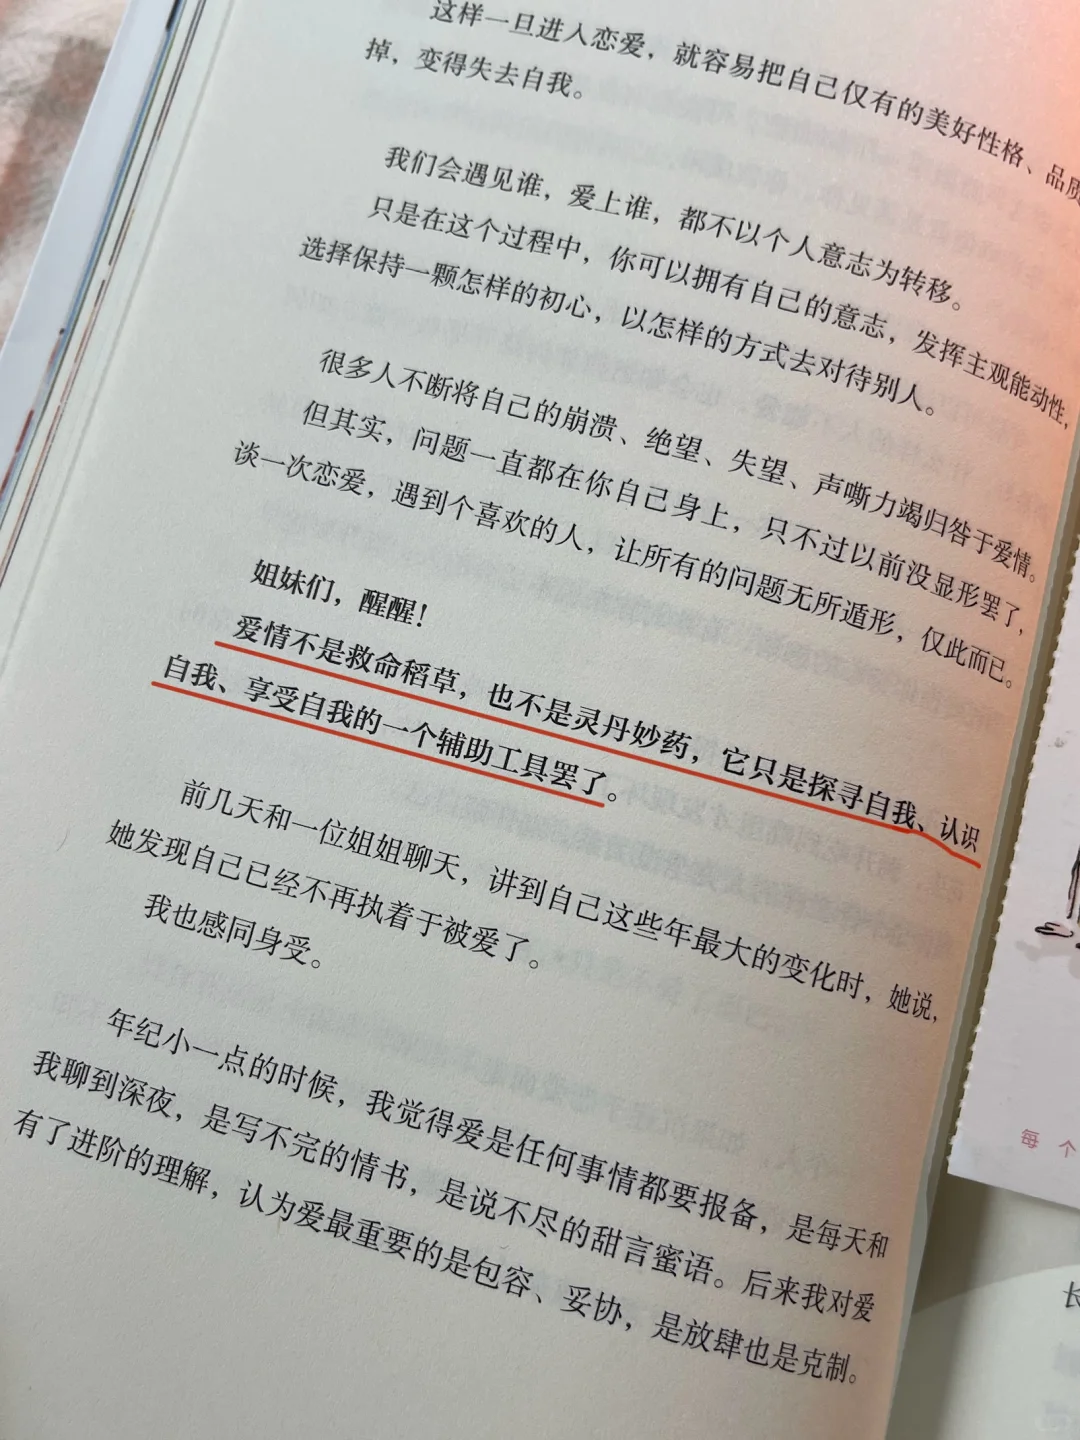 这样一旦进入恋爱，就容易把自己仅有的美好性格、品质
掉，变得失去自我。
我们会遇见谁，爱上谁，都不以个人意志为转移。
只是在这个过程中，你可以拥有自己的意志，发挥主观能动性，
选择保持一颗怎样的初心，以怎样的方式去对待别人。
很多人不断将自己的崩溃、绝望、失望、声嘶力竭归咎于爱情。
但其实，问题一直都在你自己身上，只不过以前没显形罢了，
谈一次恋爱，遇到个喜欢的人，让所有的问题无所遁形，仅此而已。
姐妹们，醒醒！
爱情不是救命稻草，也不是灵丹妙药，它只是探寻自我、认识
自我、享受自我的一个辅助工具罢了。
前几天和一位姐姐聊天，讲到自己这些年最大的变化时，她说，
她发现自己已经不再执着于被爱了。
我也感同身受。
年纪小一点的时候，我觉得爱是任何事情都要报备，是每天和
我聊到深夜，是写不完的情书，是说不尽的甜言蜜语。后来我对爱
有了进阶的理解，认为爱最重要的是包容、妥协，是放肆也是克制。
每个
长